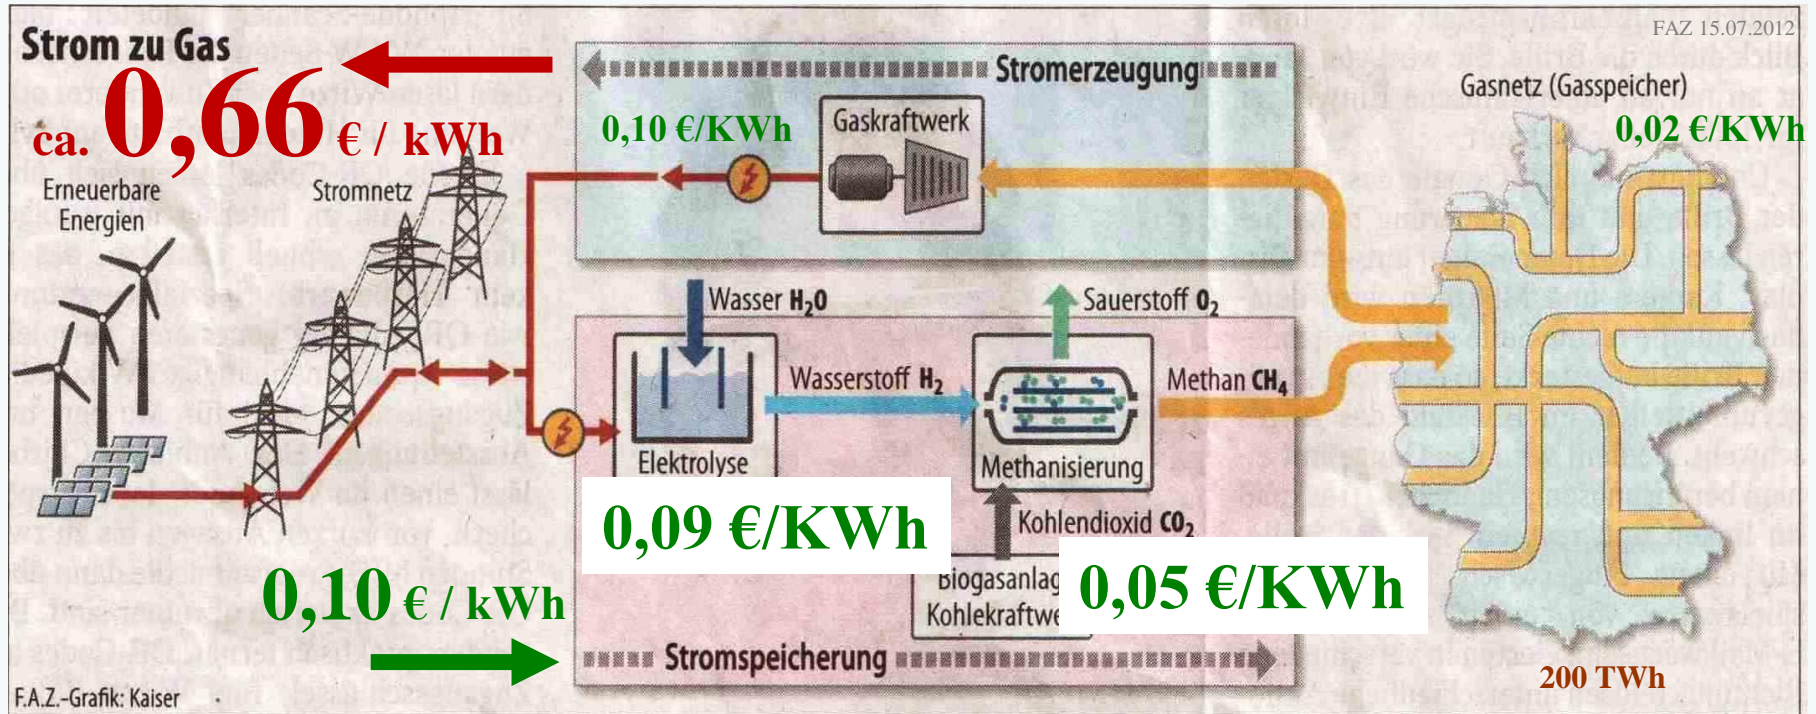 FAZ 15.07.2012
Strom zu Gas
ca. 0,66 € / kWh
Stromerzeugung
Gasnetz (Gasspeicher)
0,02 €/KWh
0,10 €/KWh
Gaskraftwerk
Erneuerbare
Energien
Stromnetz
Wasser H₂O
Sauerstoff O₂
Wasserstoff H₂
Methan CH₄
Elektrolyse
Methanisierung
0,09 €/KWh
Kohlendioxid CO₂
0,10 € / kWh
Biogasanlag
Kohlekraftwe
0,05 €/KWh
Stromspeicherung
200 TWh
F.A.Z.-Grafik: Kaiser